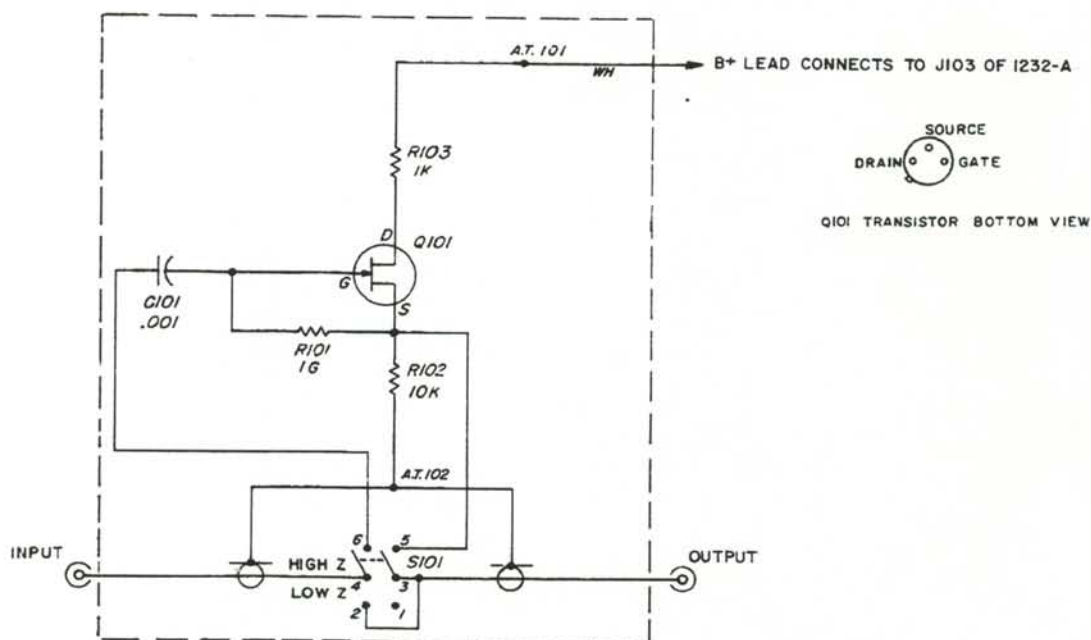 A.T. 101
WH
B+ LEAD CONNECTS TO J103 OF 1232-A
SOURCE
DRAIN
GATE
Q101 TRANSISTOR BOTTOM VIEW
R103
1K
D
Q101
G
S
C101
.001
R101
1G
R102
10K
A.T.102
INPUT
HIGH Z
LOW Z
6
5
S101
4
3
2
1
OUTPUT